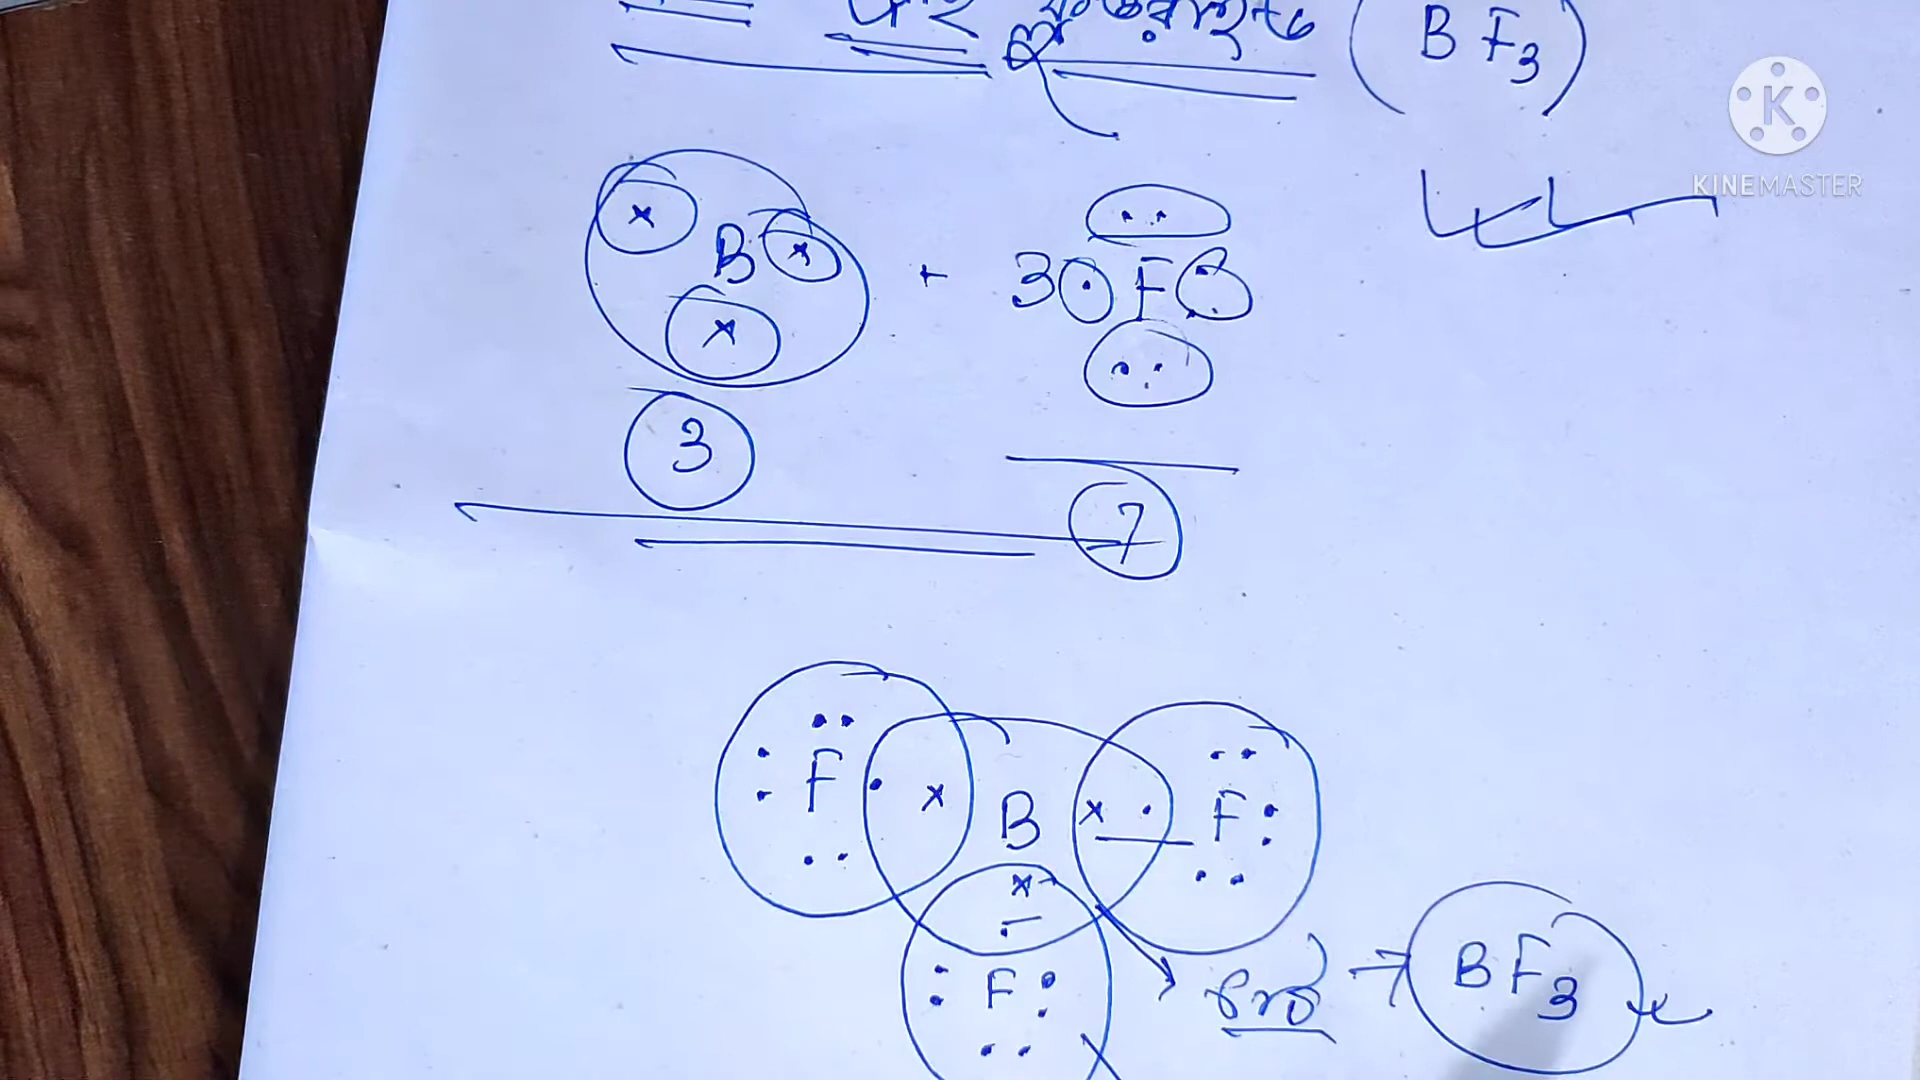 (BF3)
KINEMASTER
B + 3 F
3
7
F B F
F → BF3